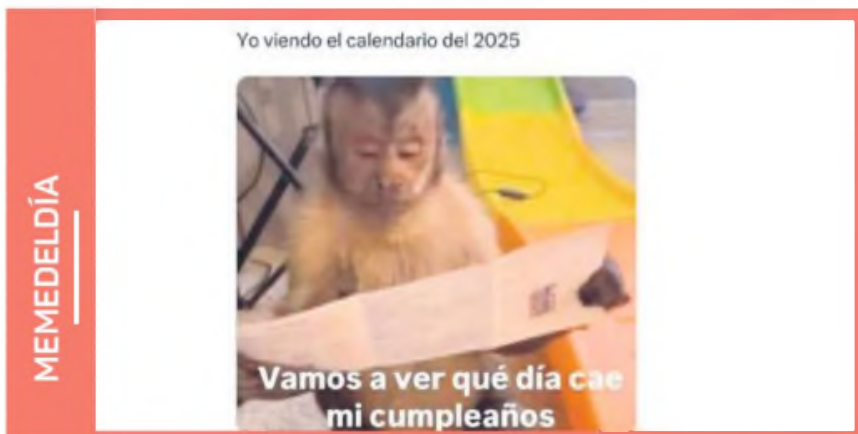 MEMEDELDÍA
Yo viendo el calendario del 2025
Vamos a ver qué día cae
mi cumpleaños